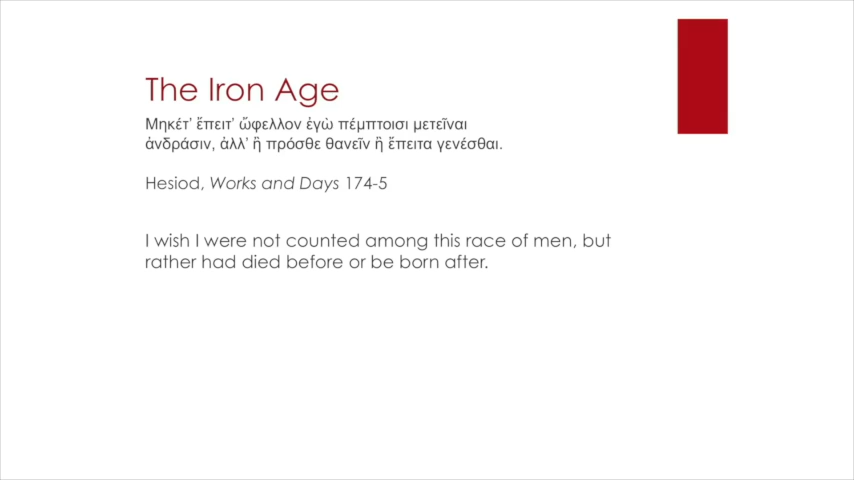 The Iron Age
Μηκέτ' ἔπειτ' ὤφελλον ἐγὼ πέμπτοισι μετεῖναι
ἀνδράσιν, ἀλλ' ἢ πρόσθε θανεῖν ἢ ἔπειτα γενέσθαι.
Hesiod, Works and Days 174-5
I wish I were not counted among this race of men, but
rather had died before or be born after.